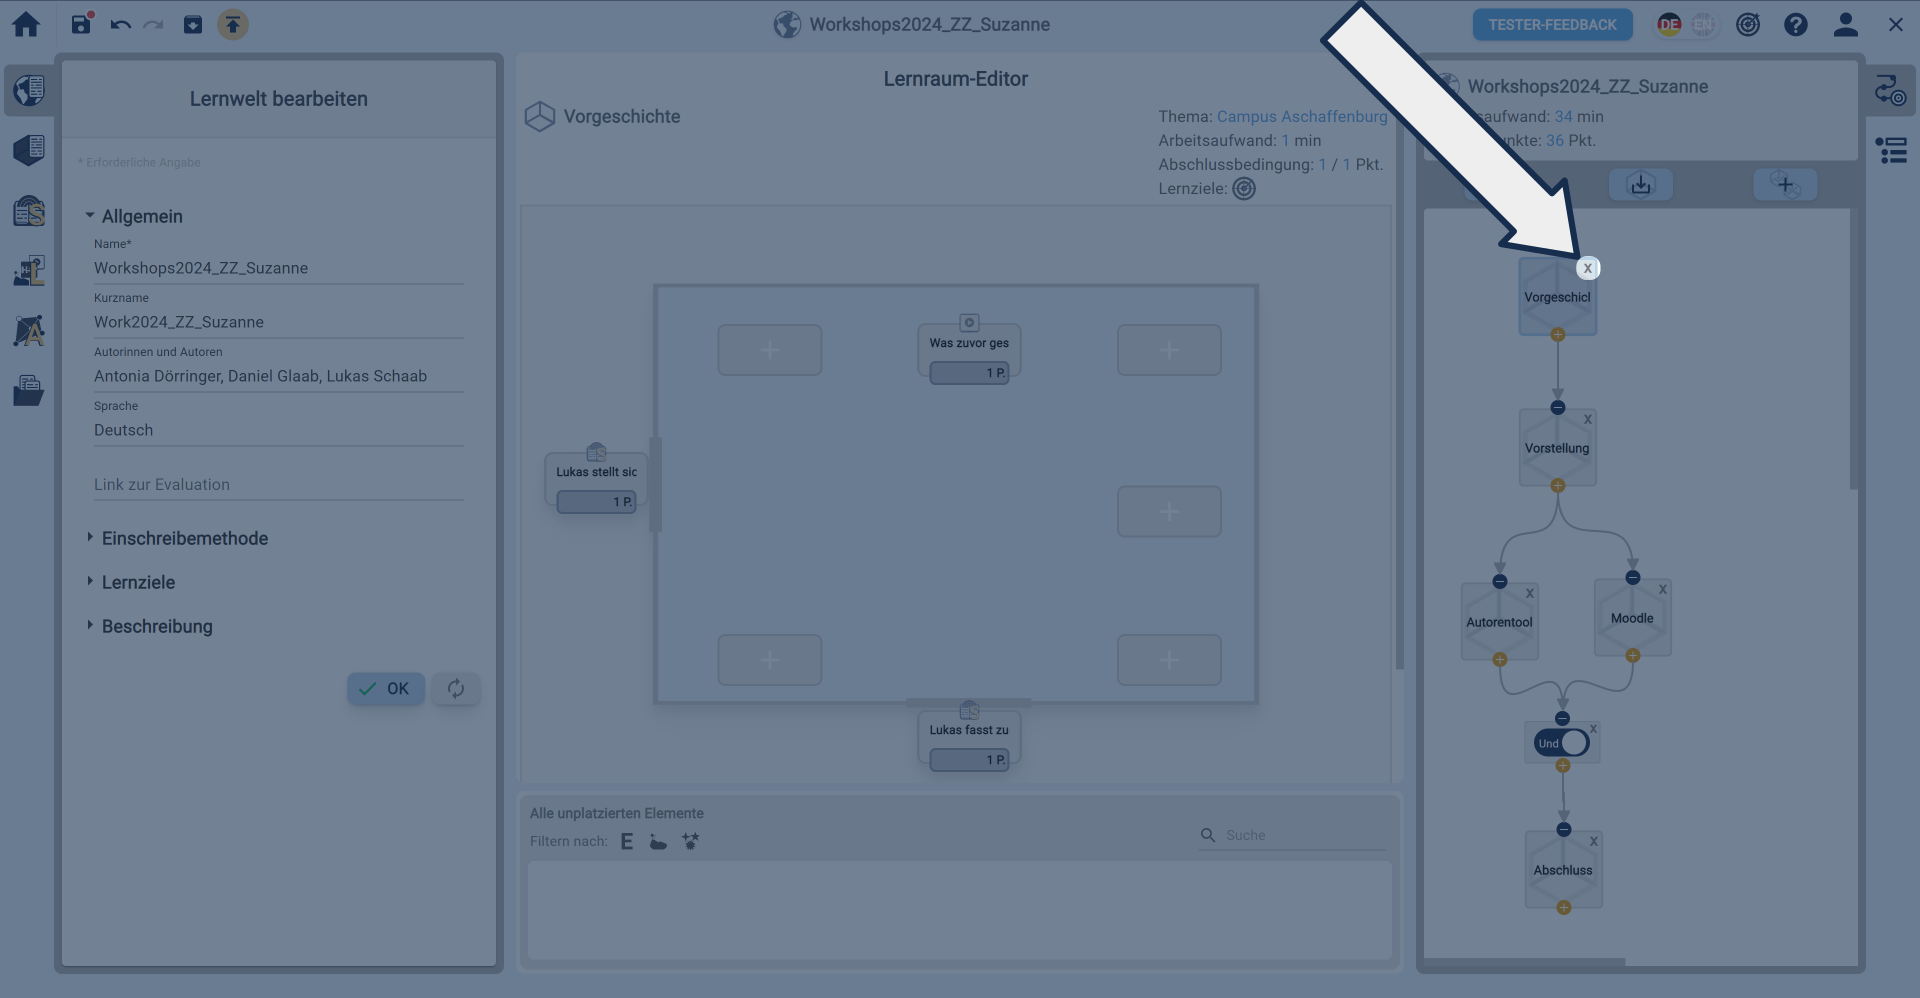 Workshops2024_ZZ_Suzanne
TESTER-FEEDBACK
DE
EN
Lernwelt bearbeiten
* Erforderliche Angabe
Allgemein
Name*
Workshops2024_ZZ_Suzanne
Kurzname
Work2024_ZZ_Suzanne
Autorinnen und Autoren
Antonia Dörringer, Daniel Glaab, Lukas Schaab
Sprache
Deutsch
Link zur Evaluation
Einschreibemethode
Lernziele
Beschreibung
OK
Lernraum-Editor
Vorgeschichte
Thema: Campus Aschaffenburg
Arbeitsaufwand: 1 min
Abschlussbedingung: 1 / 1 Pkt.
Lernziele:
Was zuvor ges
1 P.
Lukas stellt sic
1 P.
Lukas fasst zu
1 P.
Alle unplatzierten Elemente
Filtern nach: E
Suche
Workshops2024_ZZ_Suzanne
saufwand: 34 min
nkte: 36 Pkt.
X
Vorgeschicl
X
Vorstellung
X
Autorentool
X
Moodle
X
Und
X
Abschluss